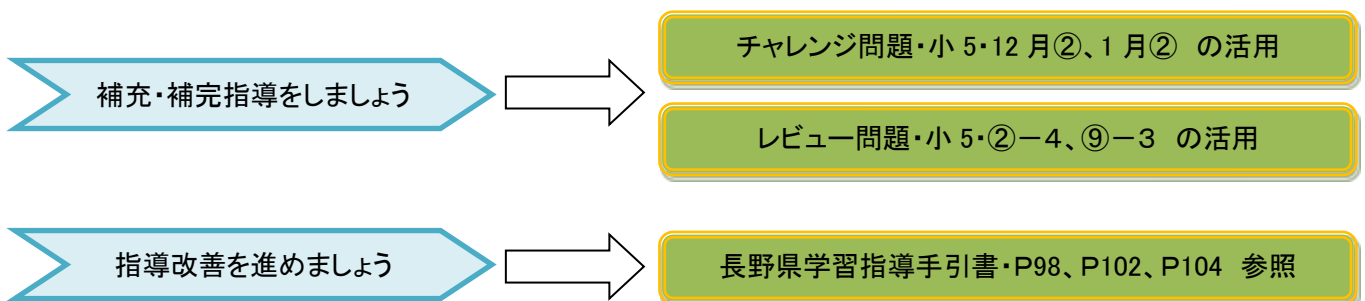 チャレンジ問題・小5・12月②、1月② の活用
補充・補完指導をしましょう
レビュー問題・小5・②－4、⑨－3 の活用
指導改善を進めましょう
長野県学習指導手引書・P98、P102、P104 参照